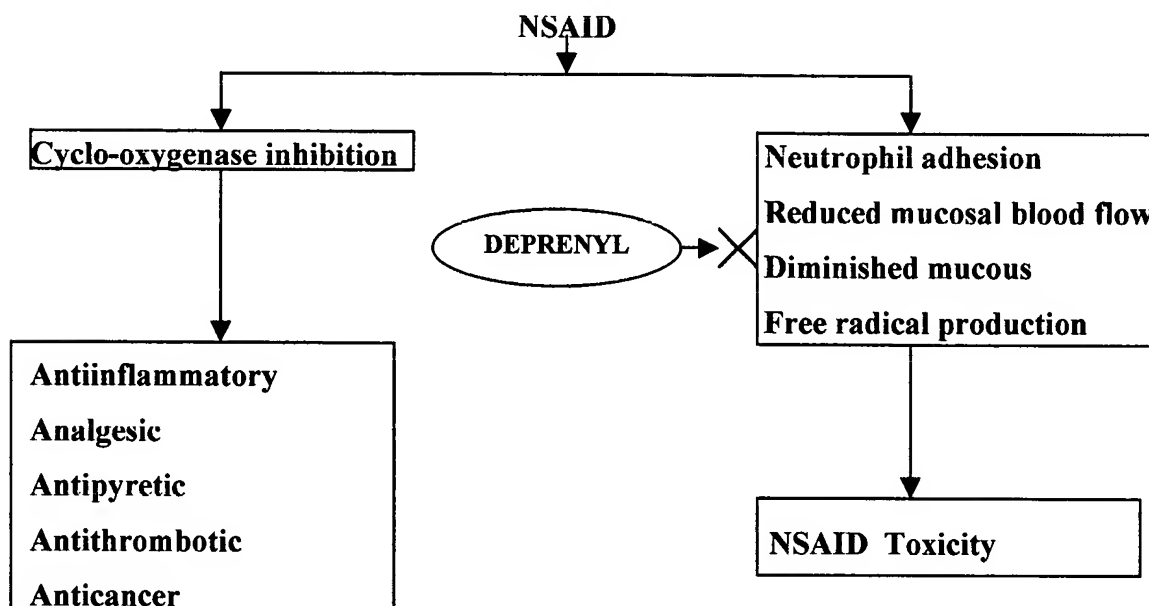 NSAID
Cyclo-oxygenase inhibition
Neutrophil adhesion
Reduced mucosal blood flow
Diminished mucous
Free radical production
DEPRENYL
Antiinflammatory
Analgesic
Antipyretic
Antithrombotic
Anticancer
NSAID Toxicity